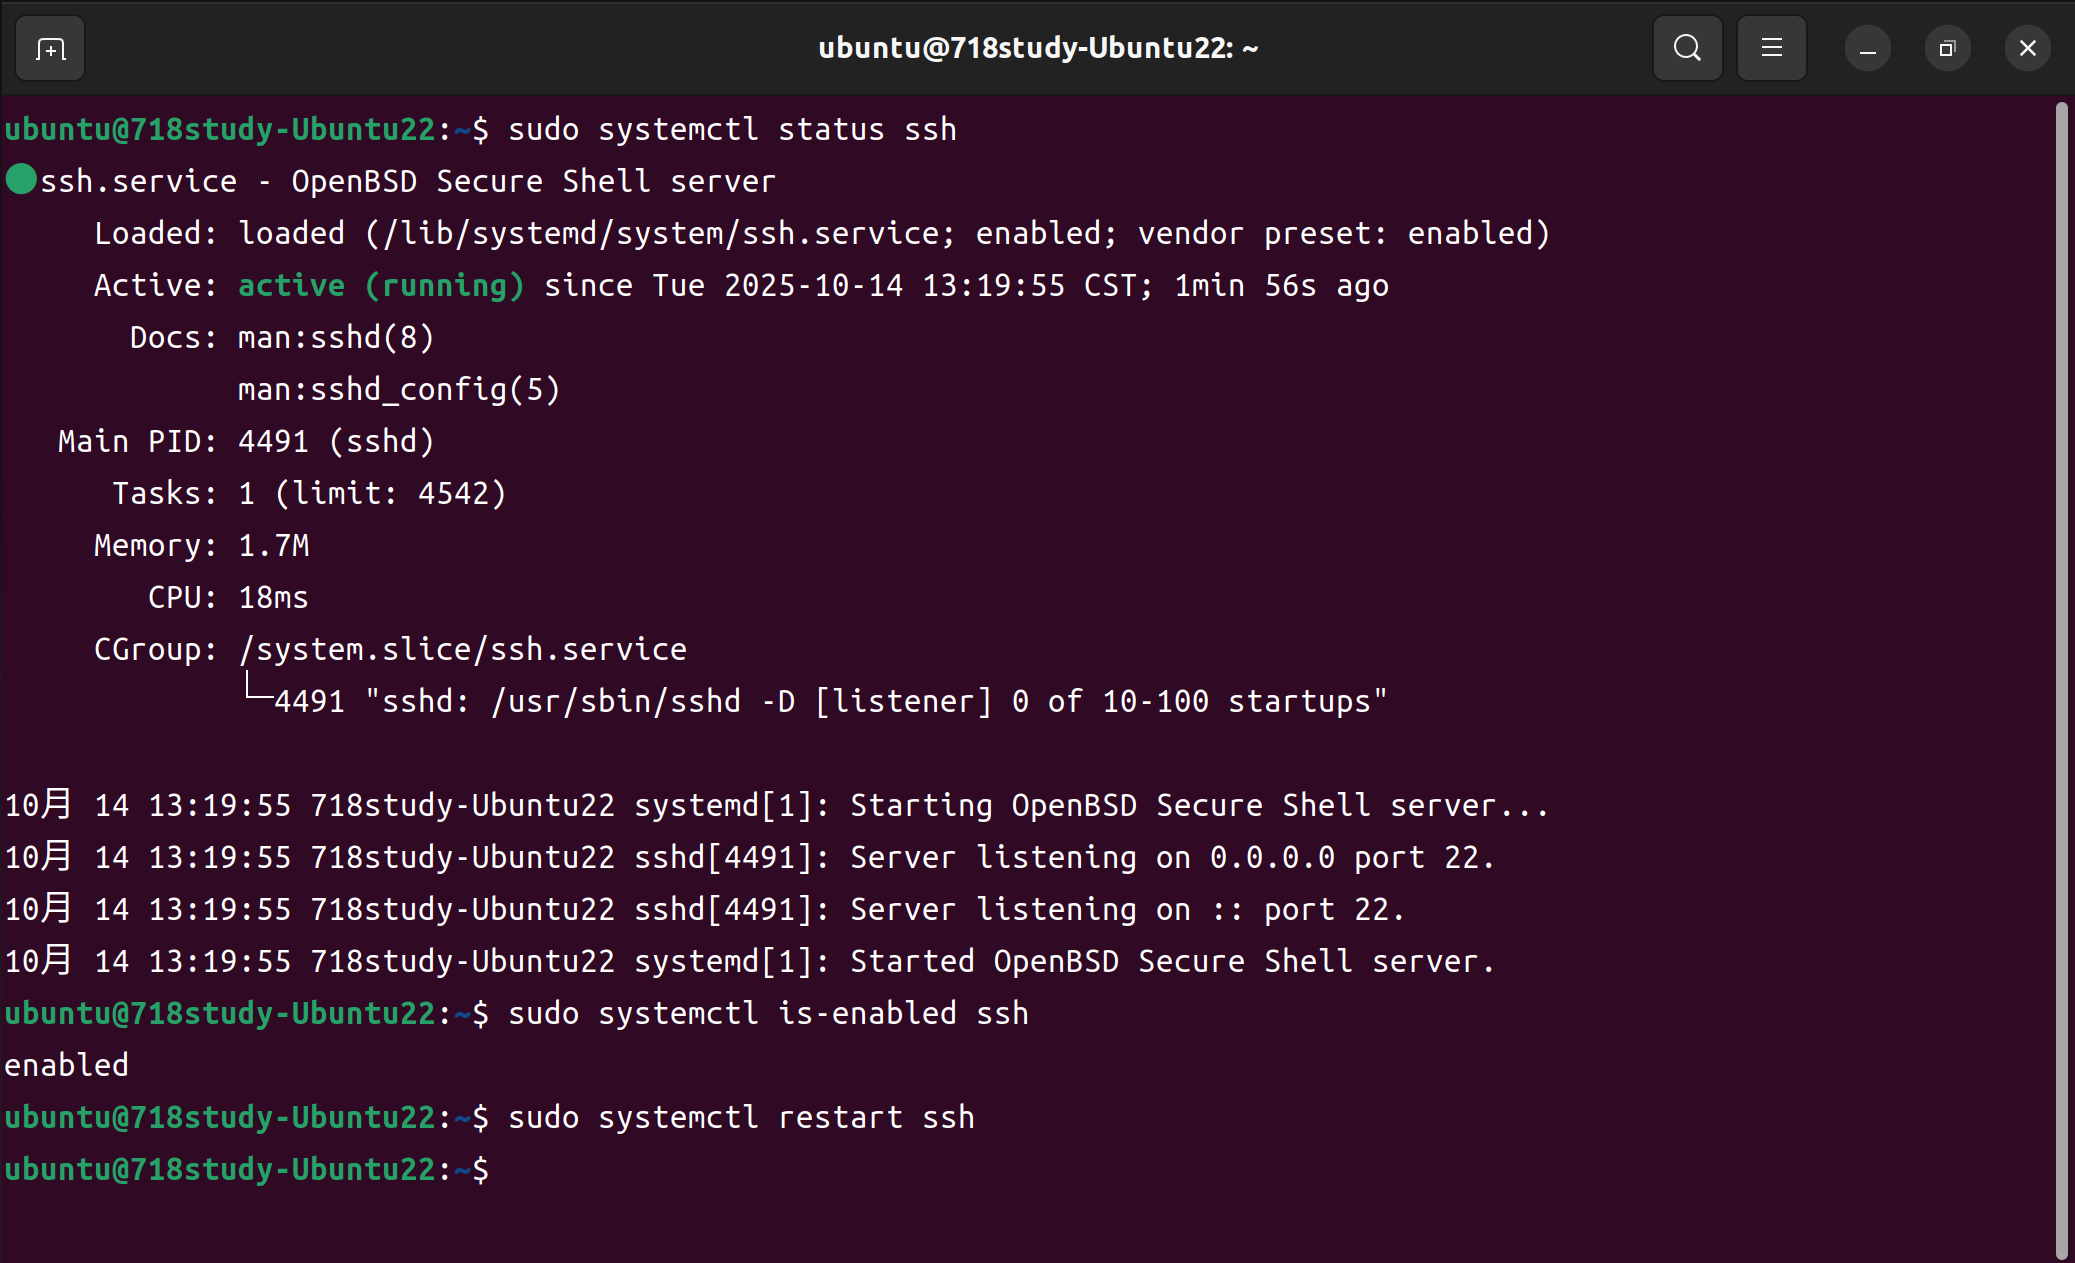 ubuntu@718study-Ubuntu22: ~
ubuntu@718study-Ubuntu22:~$ sudo systemctl status ssh
ssh.service - OpenBSD Secure Shell server
Loaded: loaded (/lib/systemd/system/ssh.service; enabled; vendor preset: enabled)
Active: active (running) since Tue 2025-10-14 13:19:55 CST; 1min 56s ago
Docs: man:sshd(8)
man:sshd_config(5)
Main PID: 4491 (sshd)
Tasks: 1 (limit: 4542)
Memory: 1.7M
CPU: 18ms
CGroup: /system.slice/ssh.service
└─4491 "sshd: /usr/sbin/sshd -D [listener] 0 of 10-100 startups"
10月 14 13:19:55 718study-Ubuntu22 systemd[1]: Starting OpenBSD Secure Shell server...
10月 14 13:19:55 718study-Ubuntu22 sshd[4491]: Server listening on 0.0.0.0 port 22.
10月 14 13:19:55 718study-Ubuntu22 sshd[4491]: Server listening on :: port 22.
10月 14 13:19:55 718study-Ubuntu22 systemd[1]: Started OpenBSD Secure Shell server.
ubuntu@718study-Ubuntu22:~$ sudo systemctl is-enabled ssh
enabled
ubuntu@718study-Ubuntu22:~$ sudo systemctl restart ssh
ubuntu@718study-Ubuntu22:~$